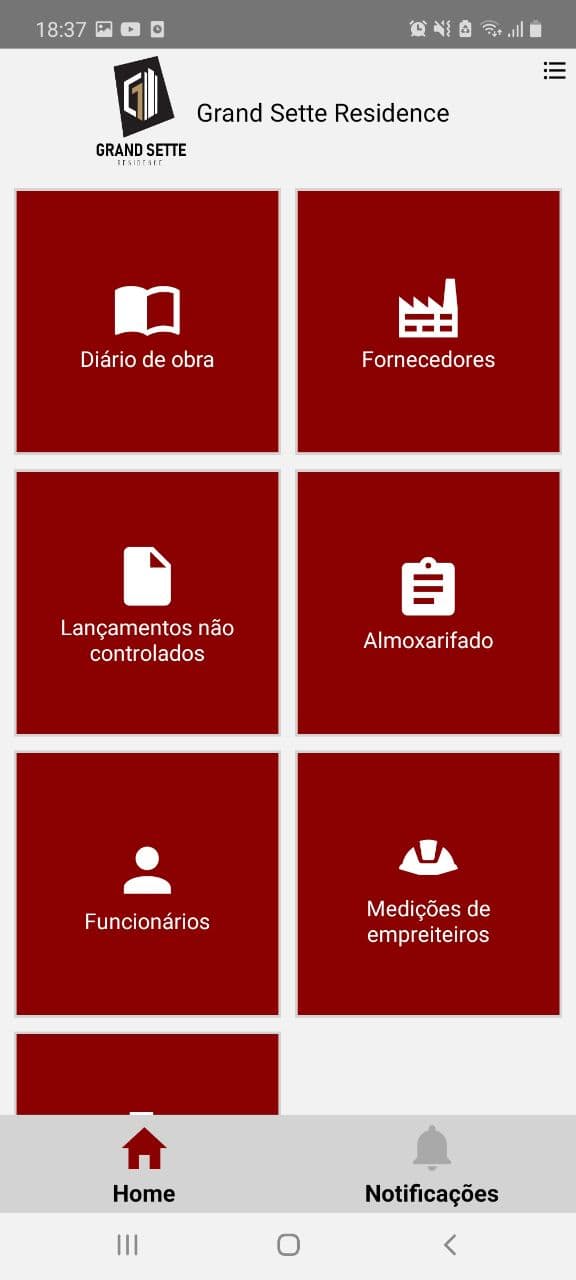 18:37
GRAND SETTE
RESIDENCE
Grand Sette Residence
Diário de obra
Fornecedores
Lançamentos não
controlados
Almoxarifado
Funcionários
Medições de
empreiteiros
Home
Notificações